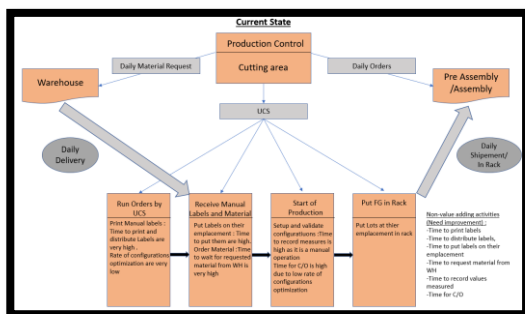 Current State
Production Control
Cutting area
Daily Material Request
Daily Orders
Warehouse
Pre Assembly
/Assembly
UCS
Daily
Delivery
Daily
Shipement/
In Rack
Run Orders by
UCS
Print Manual labels :
Time to print and
distribute Labels are
very high .
Rate of configurations
optimization are very
low
Receive Manual
Labels and Material
Put Labels on their
emplacement : Time
to put them are high.
Order Material :Time
to wait for requested
material from WH is
very high
Start of
Production
Setup and validate
configurations :Time
to record measures is
high as it is a manual
operation
Time for C/O is high
due to low rate of
configurations
optimization
Put FG in Rack
Put Lots at thier
emplacement in rack
Non-value adding activities
(Need improvement) :
-Time to print labels
-Time to distribute labels,
-Time to put labels on their
emplacement
-Time to request material from
WH
-Time to record values
measured
-Time for C/O